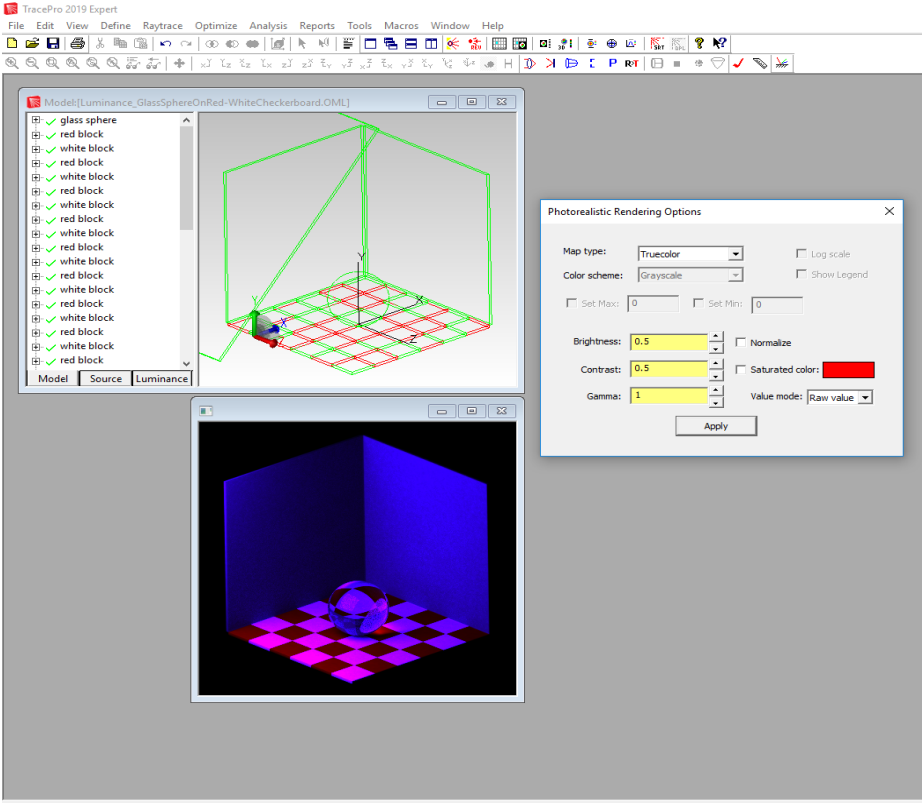 TracePro 2019 Expert
File Edit View Define Raytrace Optimize Analysis Reports Tools Macros Window Help
Model:[Luminance_GlassSphereOnRed-WhiteCheckerboard.OML]
glass sphere
red block
white block
red block
white block
red block
white block
red block
white block
red block
white block
red block
white block
red block
white block
red block
white block
red block
Model Source Luminance
Y
X
Z
Y
X
Z
Photorealistic Rendering Options
Map type: Truecolor Log scale
Color scheme: Grayscale Show Legend
Set Max: 0 Set Min: 0
Brightness: 0.5 Normalize
Contrast: 0.5 Saturated color:
Gamma: 1 Value mode: Raw value
Apply